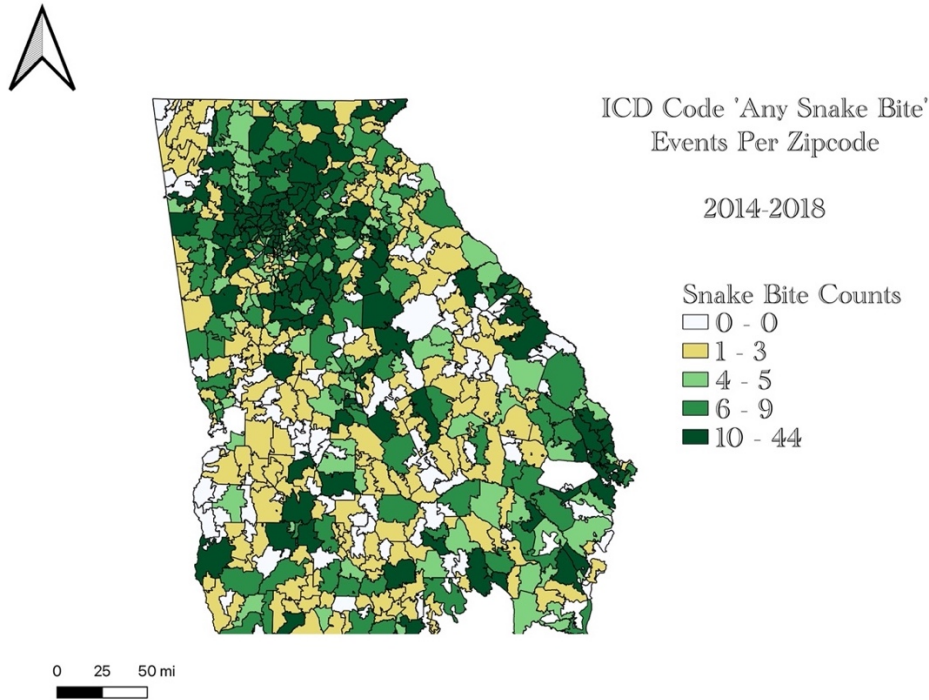 ICD Code 'Any Snake Bite'
Events Per Zipcode
2014-2018
Snake Bite Counts
0 - 0
1 - 3
4 - 5
6 - 9
10 - 44
0 25 50 mi